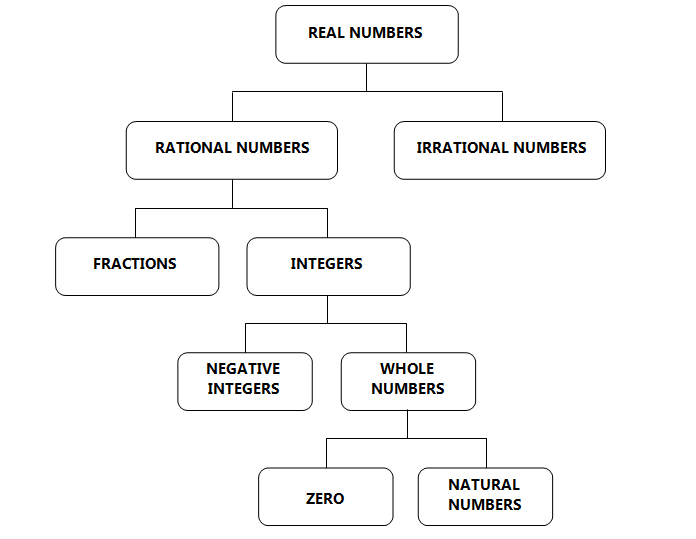 REAL NUMBERS
RATIONAL NUMBERS
IRRATIONAL NUMBERS
FRACTIONS
INTEGERS
NEGATIVE
INTEGERS
WHOLE
NUMBERS
ZERO
NATURAL
NUMBERS